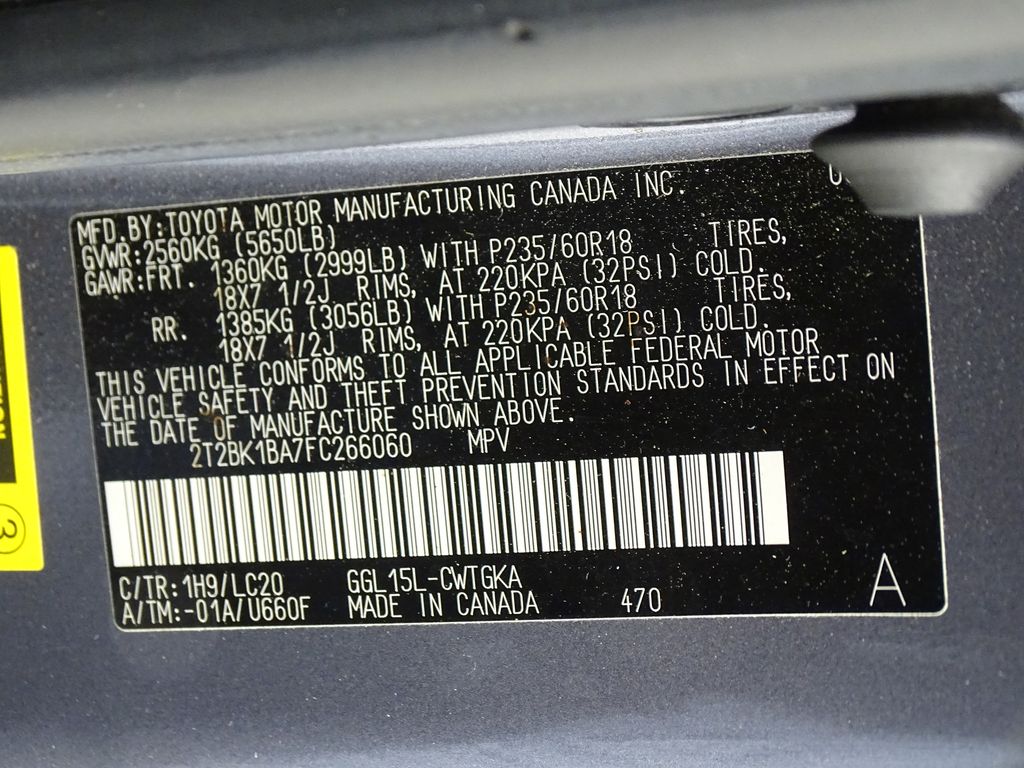 MFD. BY: TOYOTA MOTOR MANUFACTURING CANADA INC.
GVWR: 2560KG (5650LB)
GAWR: FRT. 1360KG (2999LB) WITH P235/60R18 TIRES,
18X7 1/2J RIMS, AT 220KPA (32PSI) COLD.
RR. 1385KG (3056LB) WITH P235/60R18 TIRES,
18X7 1/2J RIMS, AT 220KPA (32PSI) COLD.
THIS VEHICLE CONFORMS TO ALL APPLICABLE FEDERAL MOTOR
VEHICLE SAFETY AND THEFT PREVENTION STANDARDS IN EFFECT ON
THE DATE OF MANUFACTURE SHOWN ABOVE.
2T2BK1BA7FC266060 MPV
C/TR: 1H9/LC20 GGL15L-CWTGKA
A/TM: -01A/U660F MADE IN CANADA 470 A
3